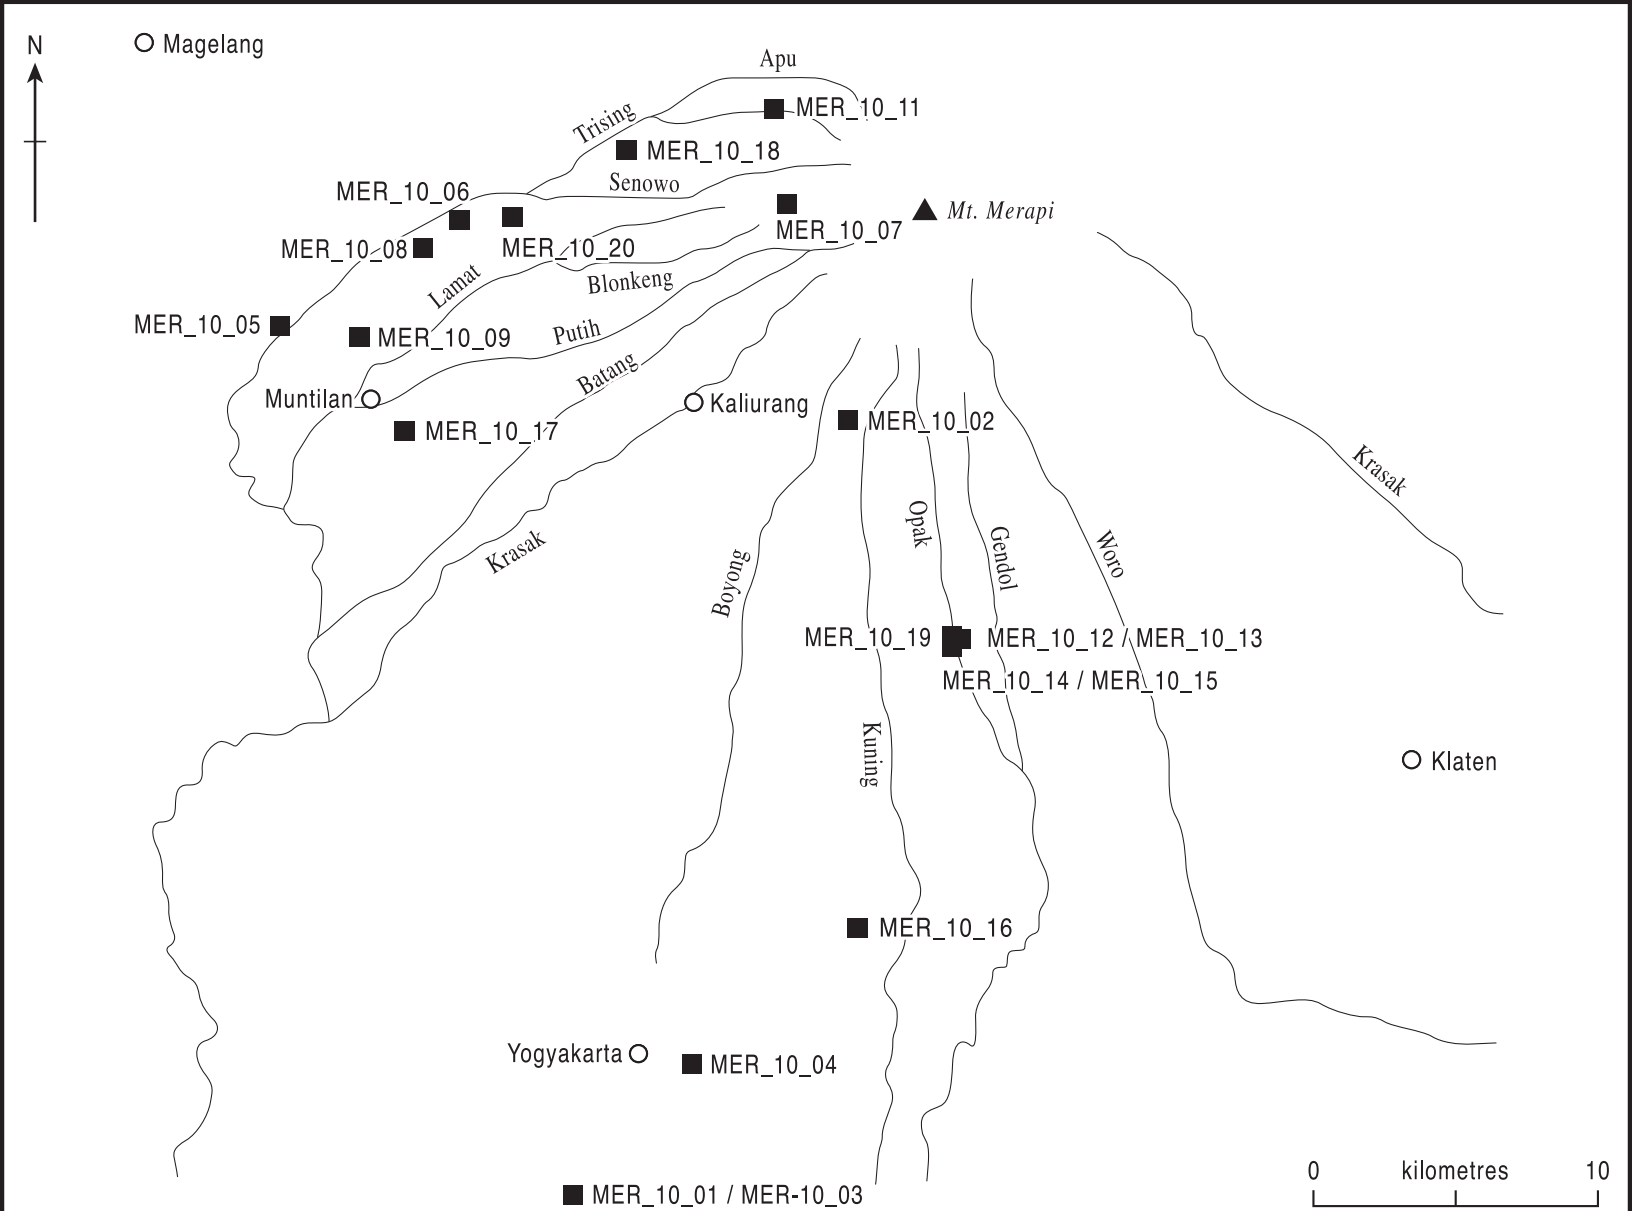 N
Magelang
Apu
MER_10_11
Trising
MER_10_18
Senowo
MER_10_06
Mt. Merapi
MER_10_07
MER_10_08
MER_10_20
Lamat
Blonkeng
MER_10_05
MER_10_09
Putih
Batang
Muntilan
Kaliurang
MER_10_17
MER_10_02
Krasak
Opak
Krasak
Gendol
Woro
Boyong
MER_10_19
MER_10_12 / MER_10_13
MER_10_14 / MER_10_15
Kuning
Klaten
MER_10_16
Yogyakarta
MER_10_04
0 kilometres 10
MER_10_01 / MER-10_03